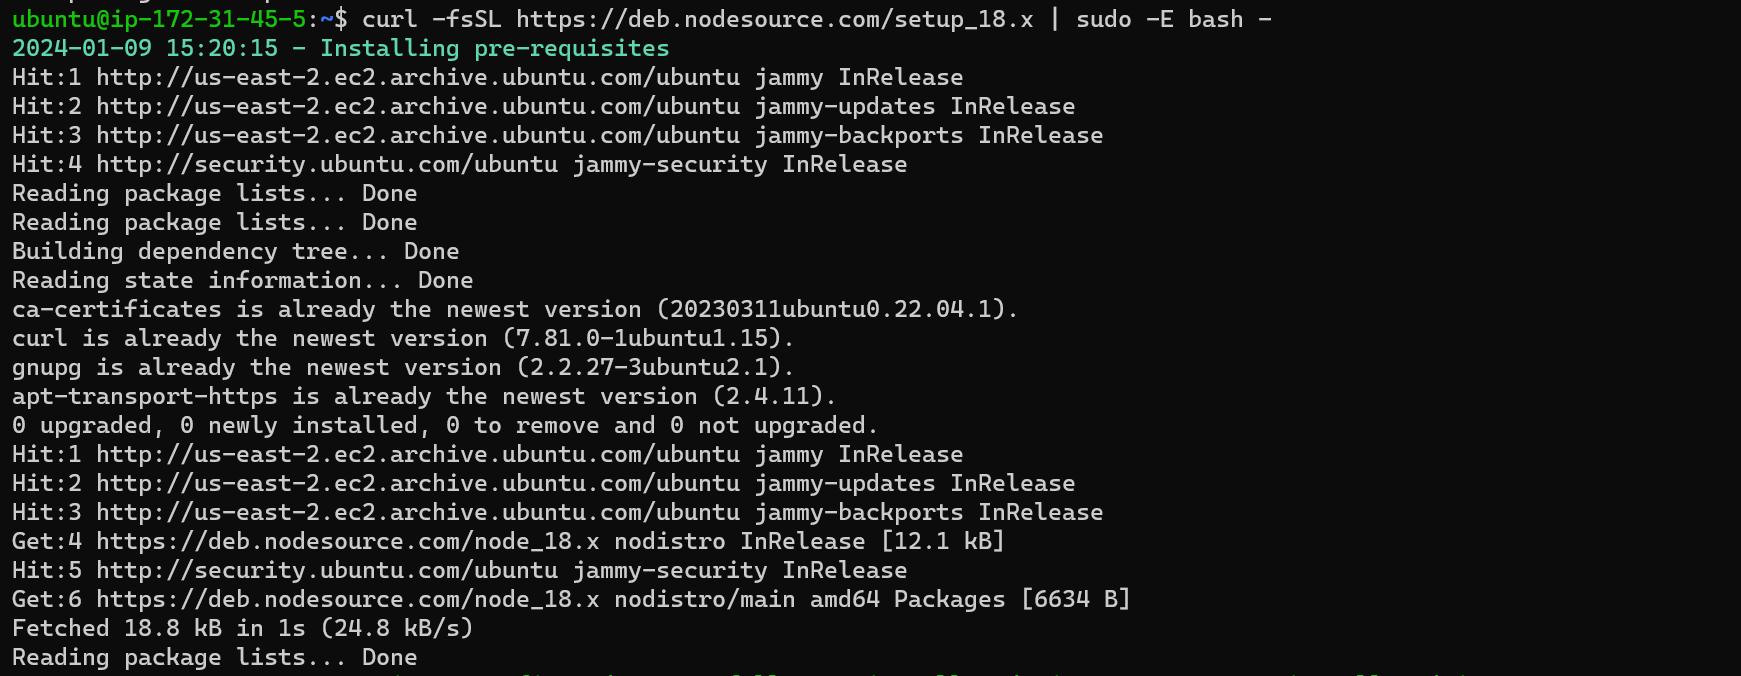 ubuntu@ip-172-31-45-5:~$ curl -fsSL https://deb.nodesource.com/setup_18.x | sudo -E bash -
2024-01-09 15:20:15 - Installing pre-requisites
Hit:1 http://us-east-2.ec2.archive.ubuntu.com/ubuntu jammy InRelease
Hit:2 http://us-east-2.ec2.archive.ubuntu.com/ubuntu jammy-updates InRelease
Hit:3 http://us-east-2.ec2.archive.ubuntu.com/ubuntu jammy-backports InRelease
Hit:4 http://security.ubuntu.com/ubuntu jammy-security InRelease
Reading package lists... Done
Reading package lists... Done
Building dependency tree... Done
Reading state information... Done
ca-certificates is already the newest version (20230311ubuntu0.22.04.1).
curl is already the newest version (7.81.0-1ubuntu1.15).
gnupg is already the newest version (2.2.27-3ubuntu2.1).
apt-transport-https is already the newest version (2.4.11).
0 upgraded, 0 newly installed, 0 to remove and 0 not upgraded.
Hit:1 http://us-east-2.ec2.archive.ubuntu.com/ubuntu jammy InRelease
Hit:2 http://us-east-2.ec2.archive.ubuntu.com/ubuntu jammy-updates InRelease
Hit:3 http://us-east-2.ec2.archive.ubuntu.com/ubuntu jammy-backports InRelease
Get:4 https://deb.nodesource.com/node_18.x nodistro InRelease [12.1 kB]
Hit:5 http://security.ubuntu.com/ubuntu jammy-security InRelease
Get:6 https://deb.nodesource.com/node_18.x nodistro/main amd64 Packages [6634 B]
Fetched 18.8 kB in 1s (24.8 kB/s)
Reading package lists... Done